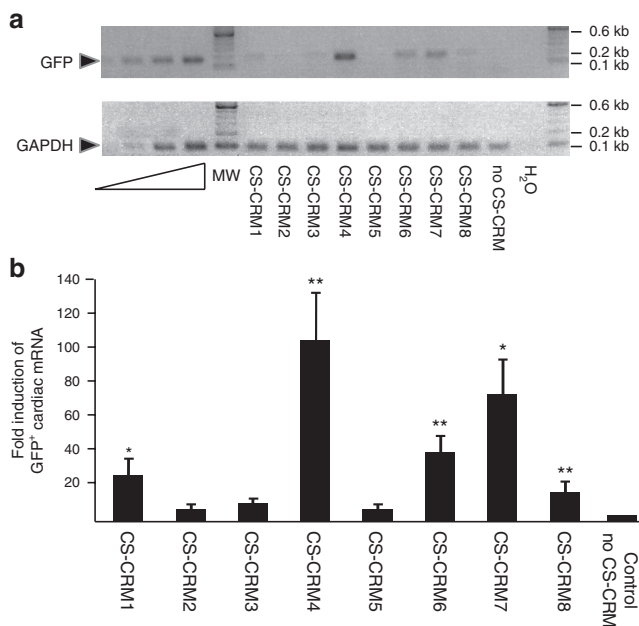 a
GFP
0.6 kb
0.2 kb
0.1 kb
GAPDH
0.6 kb
0.2 kb
0.1 kb
MW
CS-CRM1
CS-CRM2
CS-CRM3
CS-CRM4
CS-CRM5
CS-CRM6
CS-CRM7
CS-CRM8
no CS-CRM
H₂O
b
Fold induction of
GFP⁺ cardiac mRNA
140
120
100
80
60
40
20
*
**
**
*
**
CS-CRM1
CS-CRM2
CS-CRM3
CS-CRM4
CS-CRM5
CS-CRM6
CS-CRM7
CS-CRM8
Control
no CS-CRM